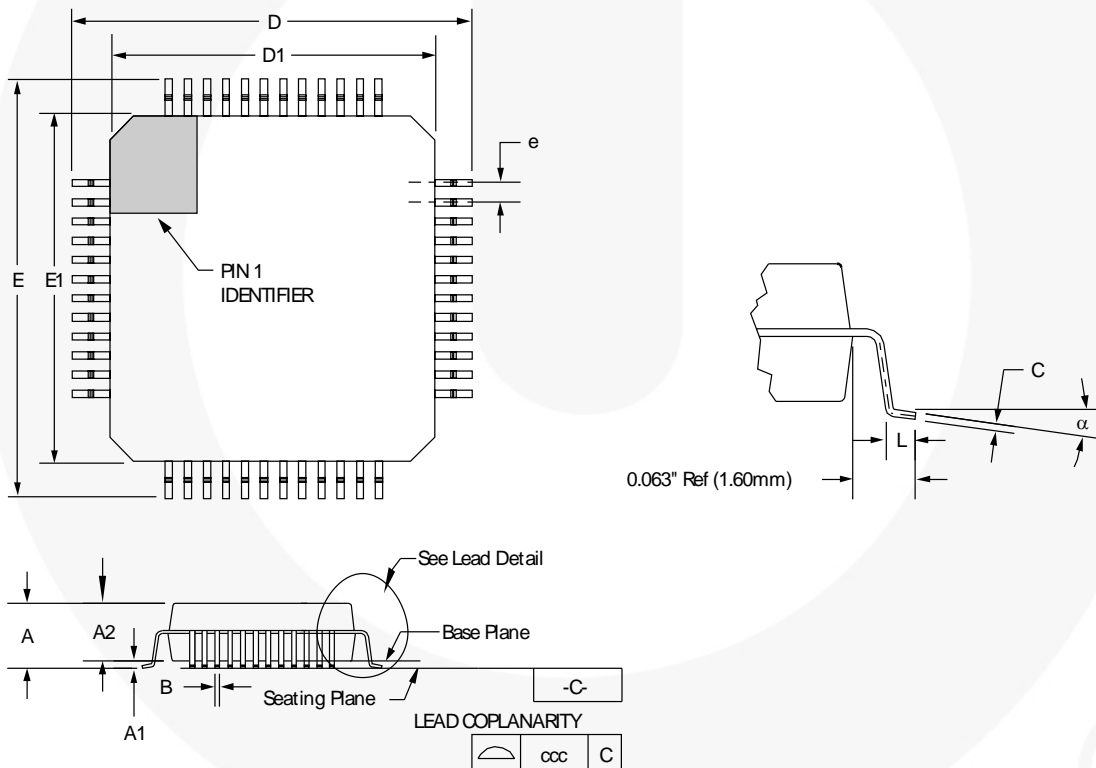 D
D1
e
E
E1
PIN 1
IDENTIFIER
C
α
L
0.063" Ref (1.60mm)
See Lead Detail
A
A2
Base Plane
B
Seating Plane
-C-
A1
LEAD COPLANARITY
ccc
C